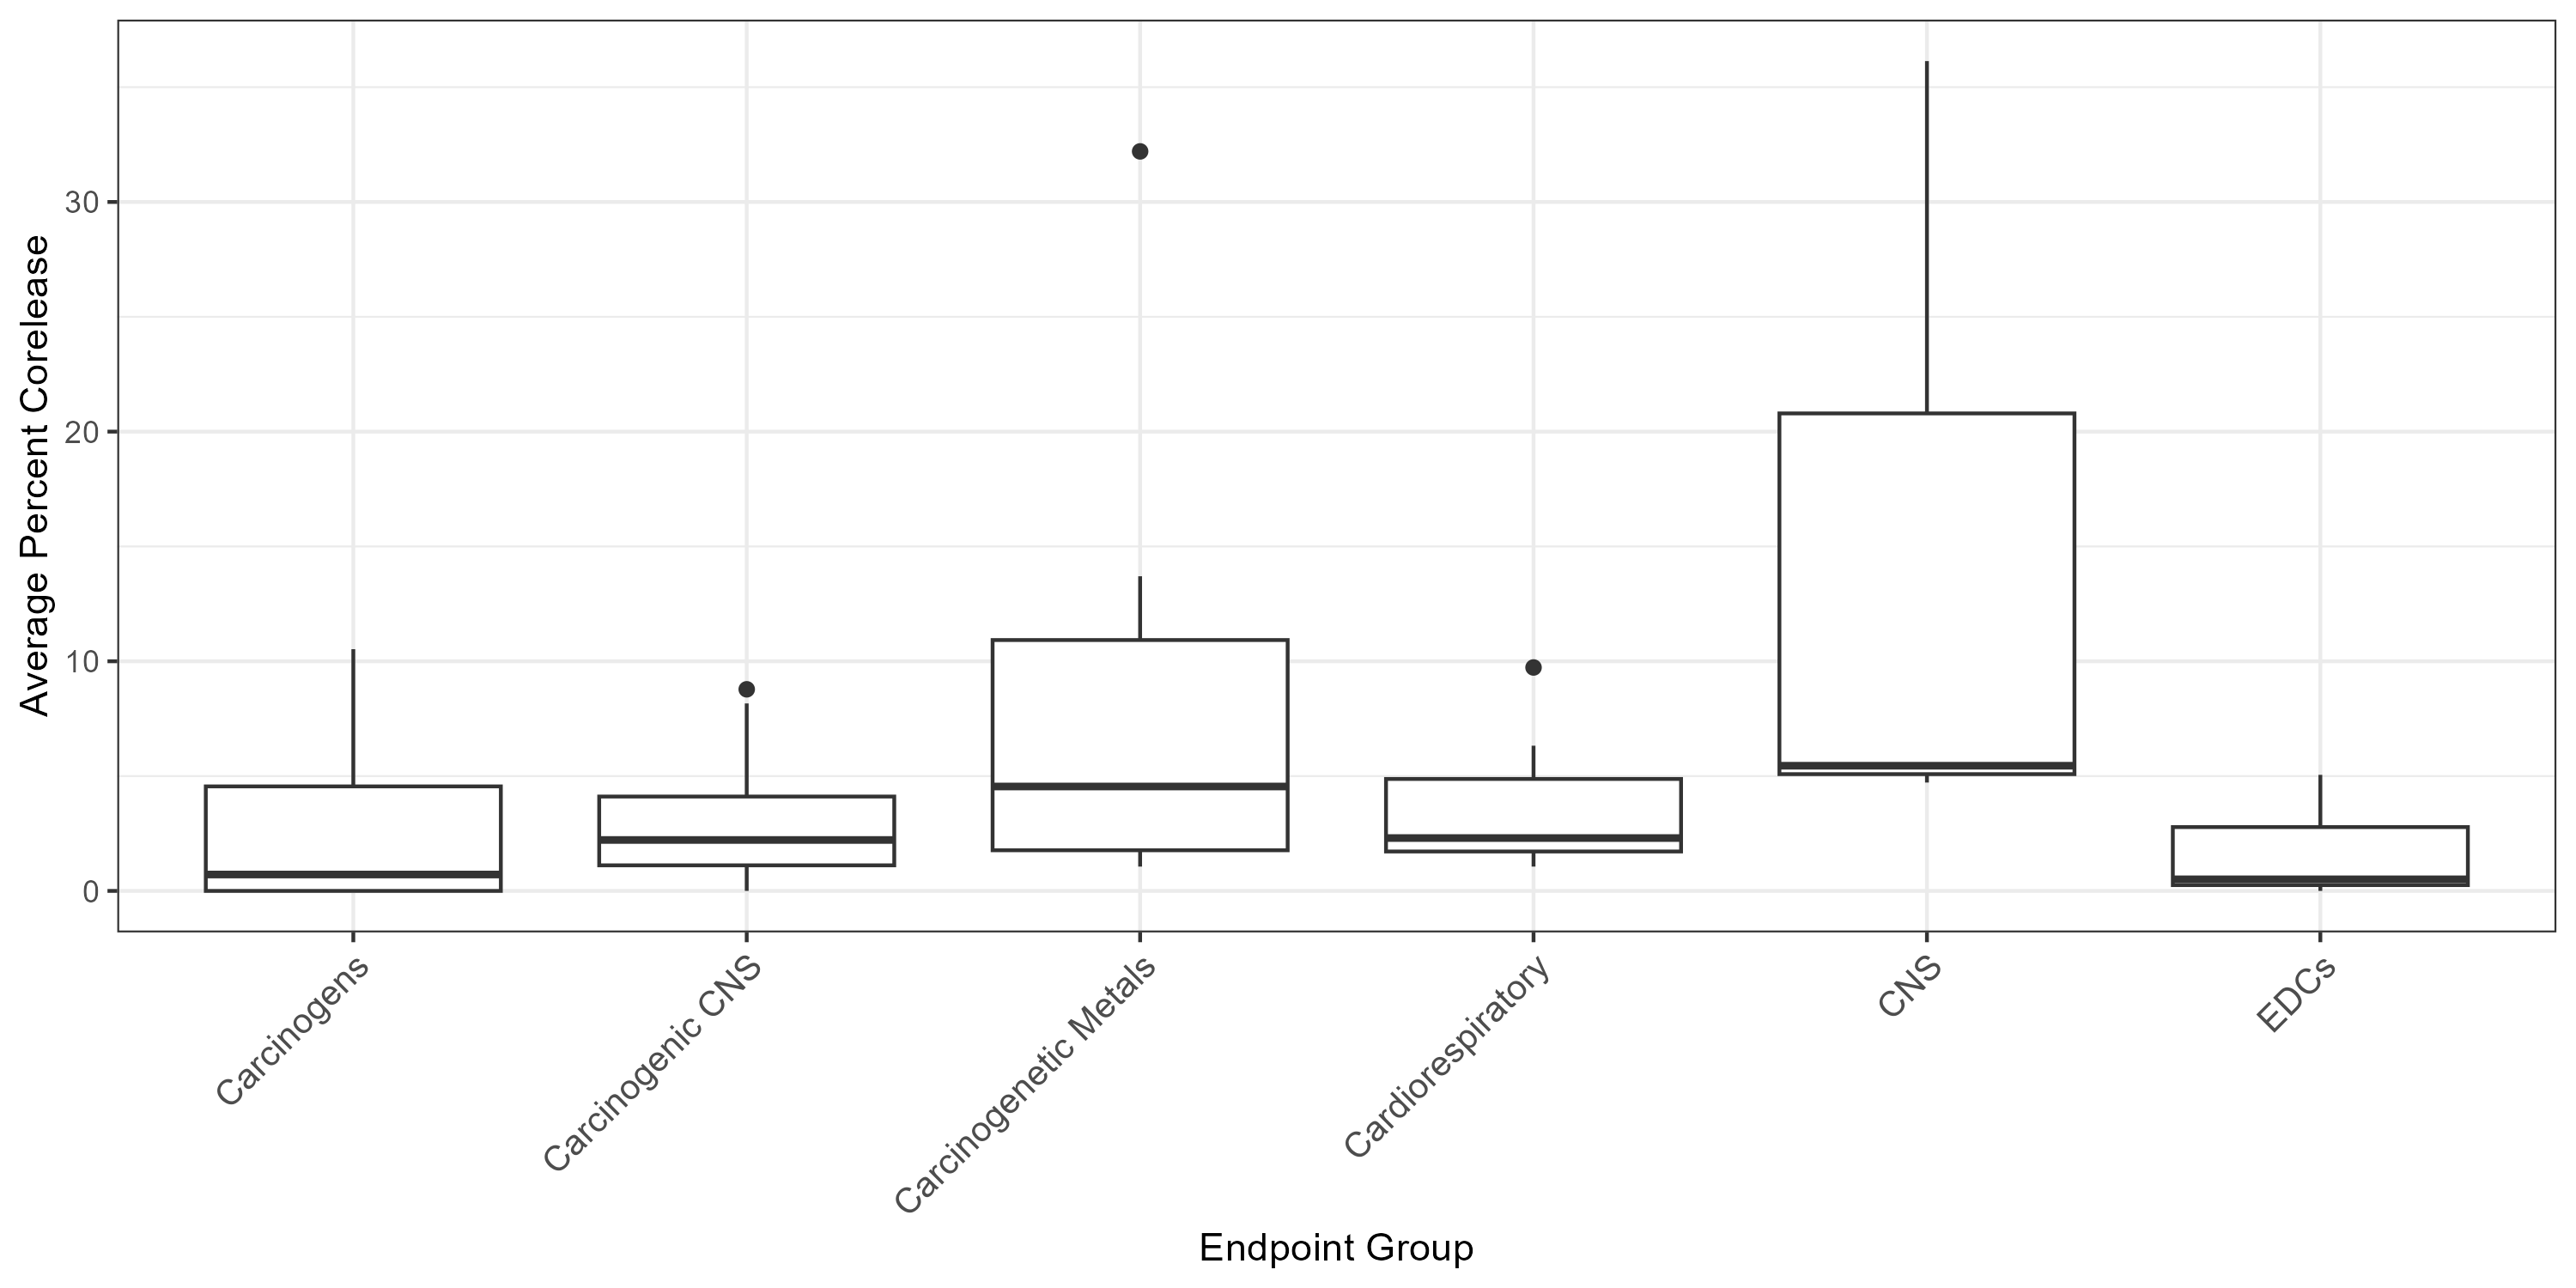 Average Percent Corelease
30
20
10
0
Carcinogens
Carcinogenic CNS
Carcinogenetic Metals
Cardiorespiratory
CNS
EDCs
Endpoint Group